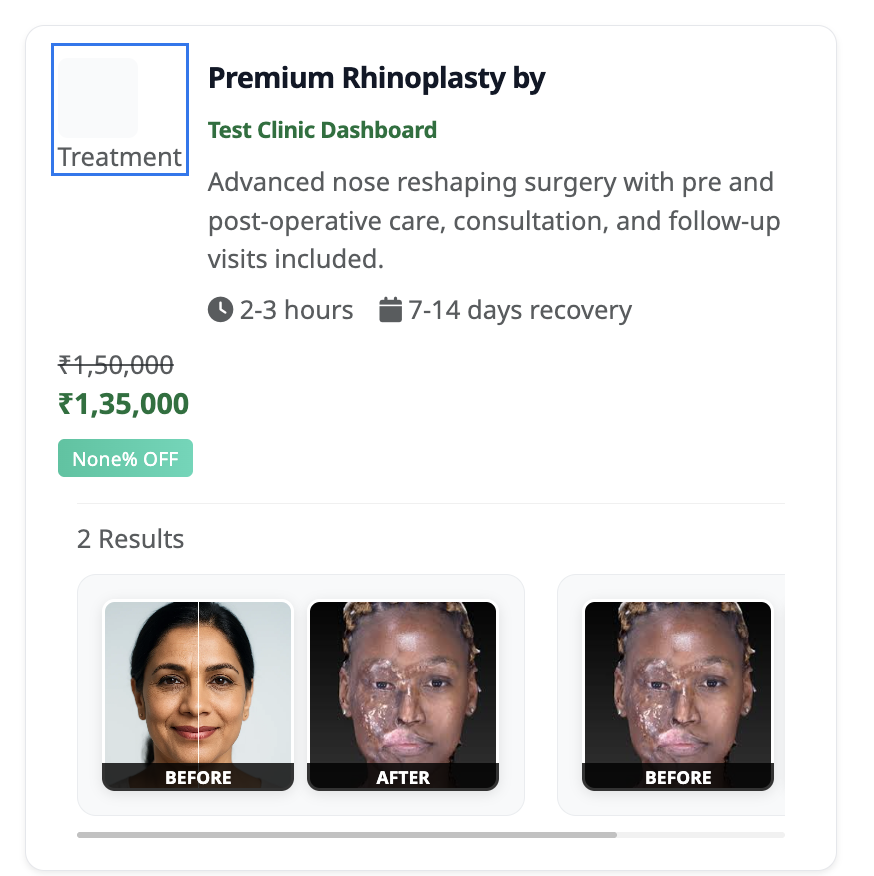 Treatment
Premium Rhinoplasty by
Test Clinic Dashboard
Advanced nose reshaping surgery with pre and
post-operative care, consultation, and follow-up
visits included.
2-3 hours 7-14 days recovery
₹1,50,000
₹1,35,000
None% OFF
2 Results
BEFORE AFTER BEFORE